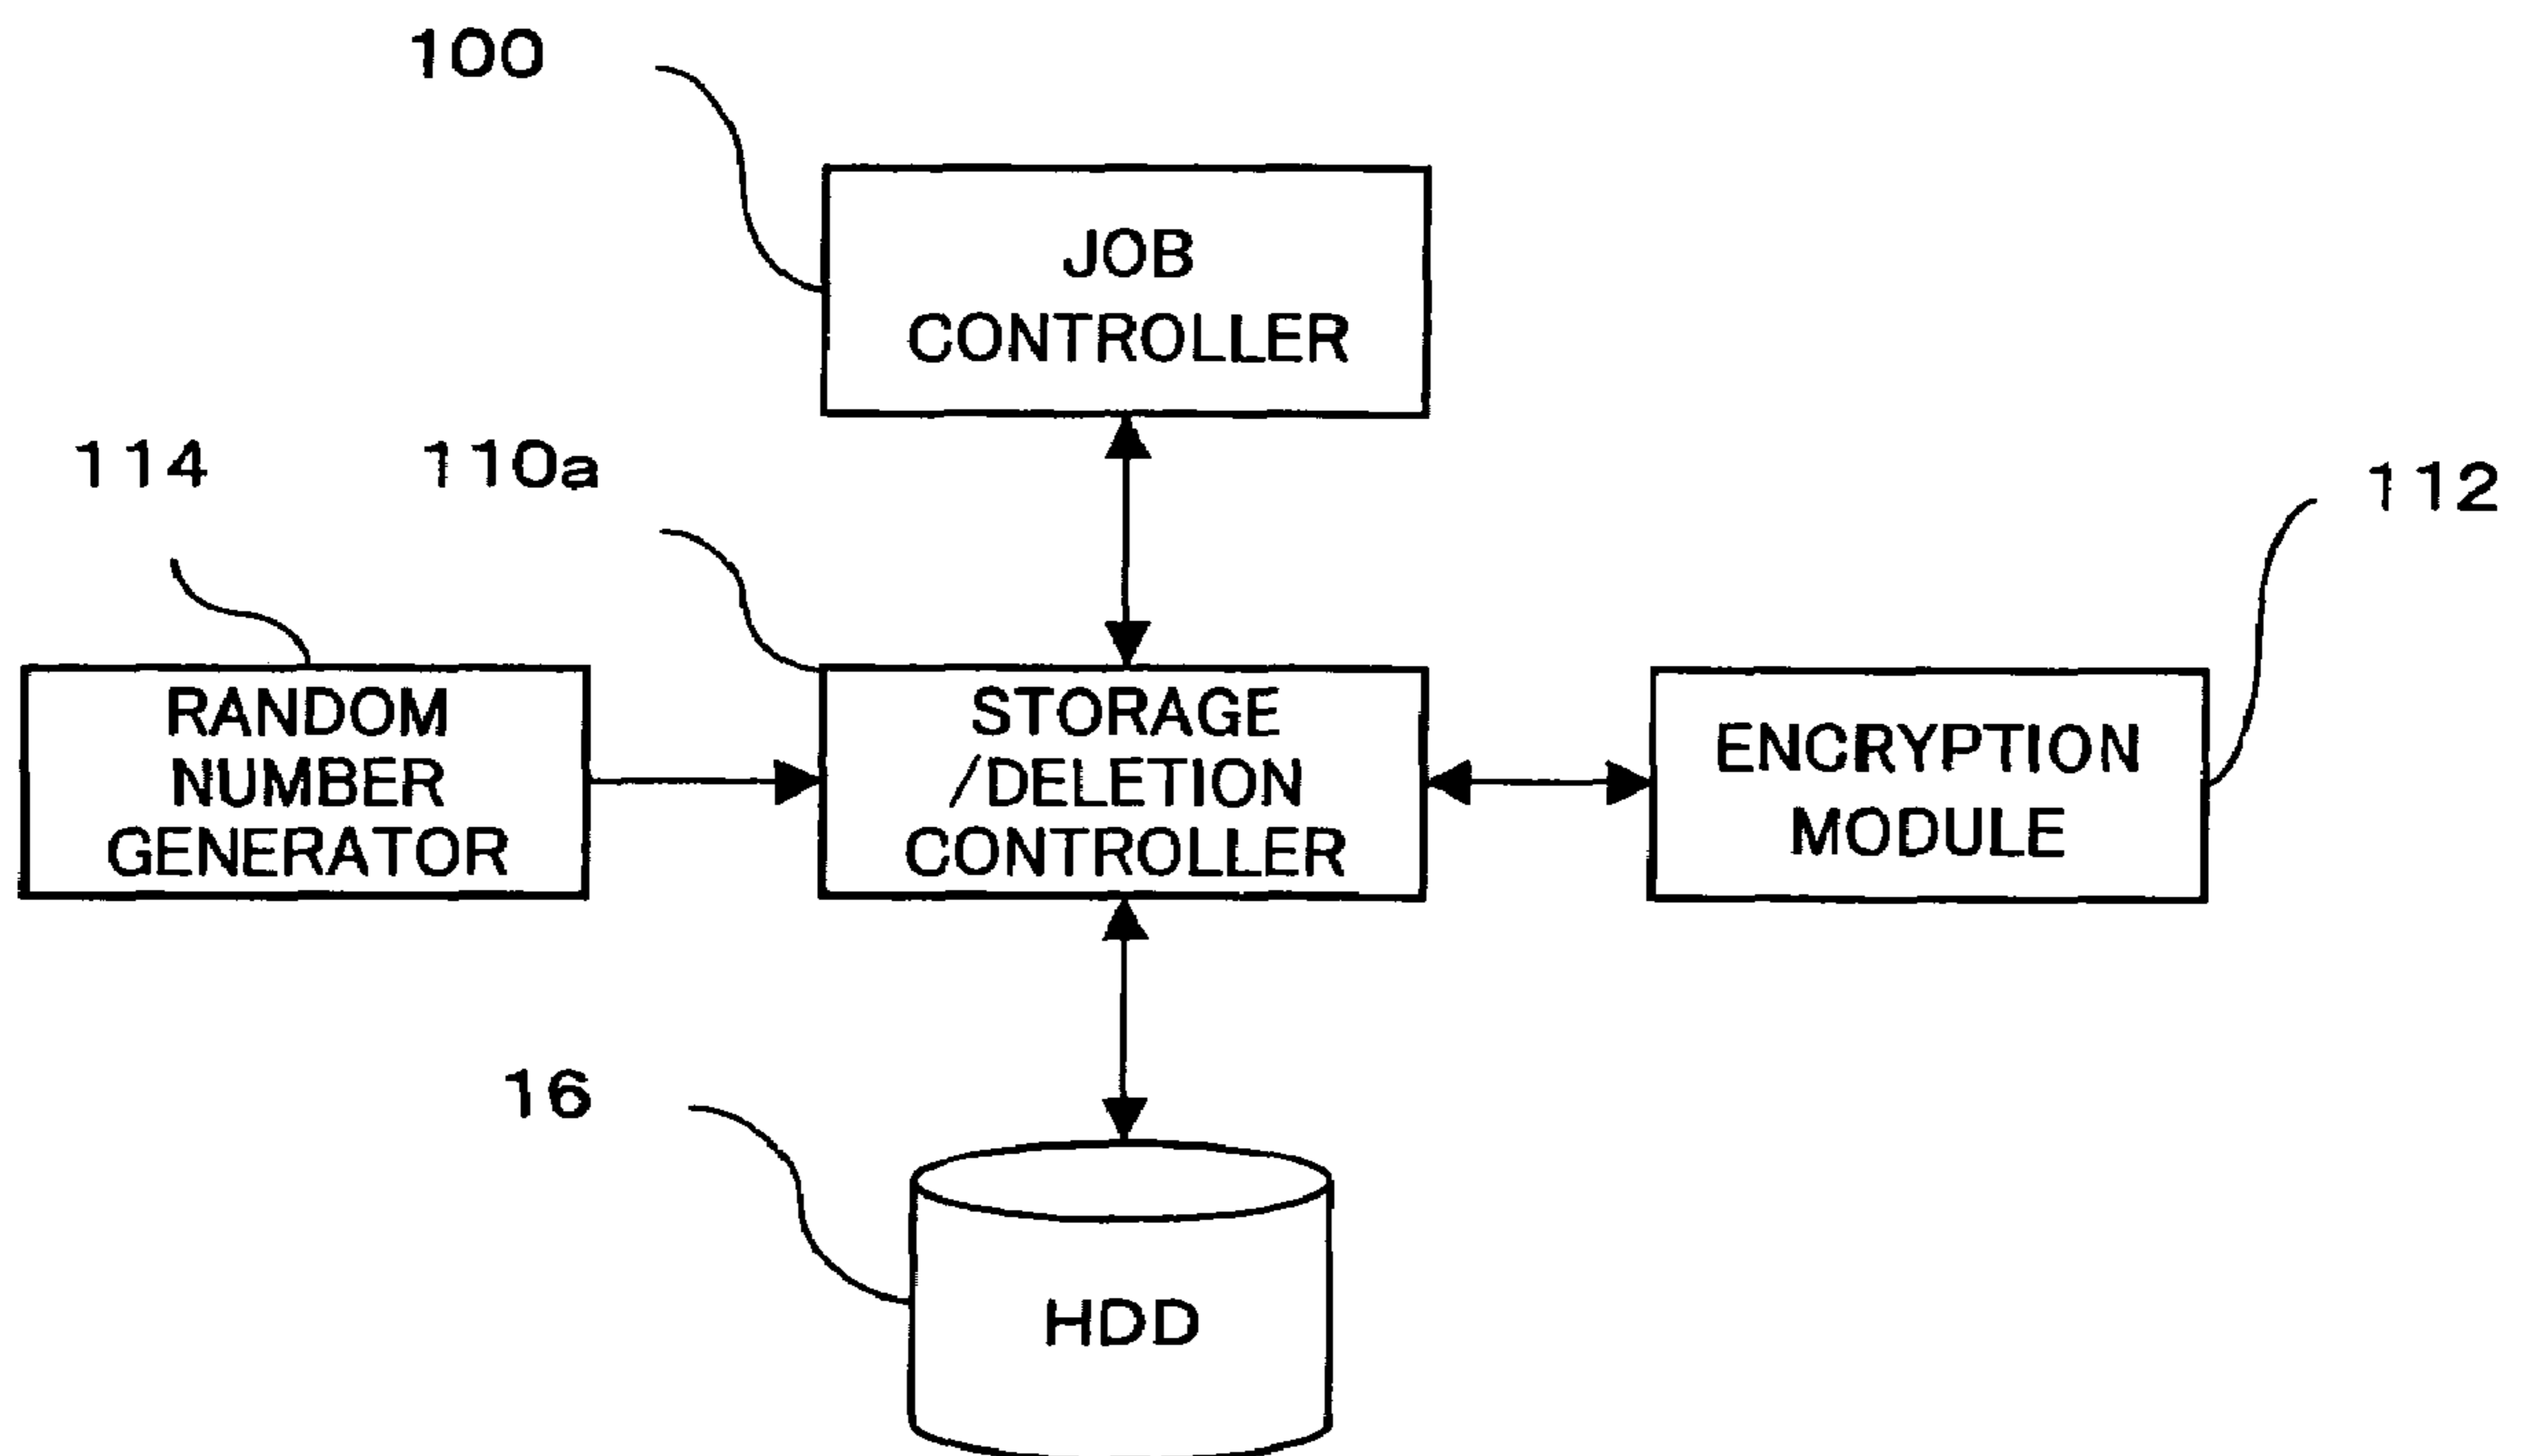 100
JOB
CONTROLLER
114
110a
112
RANDOM
NUMBER
GENERATOR
STORAGE
/DELETION
CONTROLLER
ENCRYPTION
MODULE
16
HDD